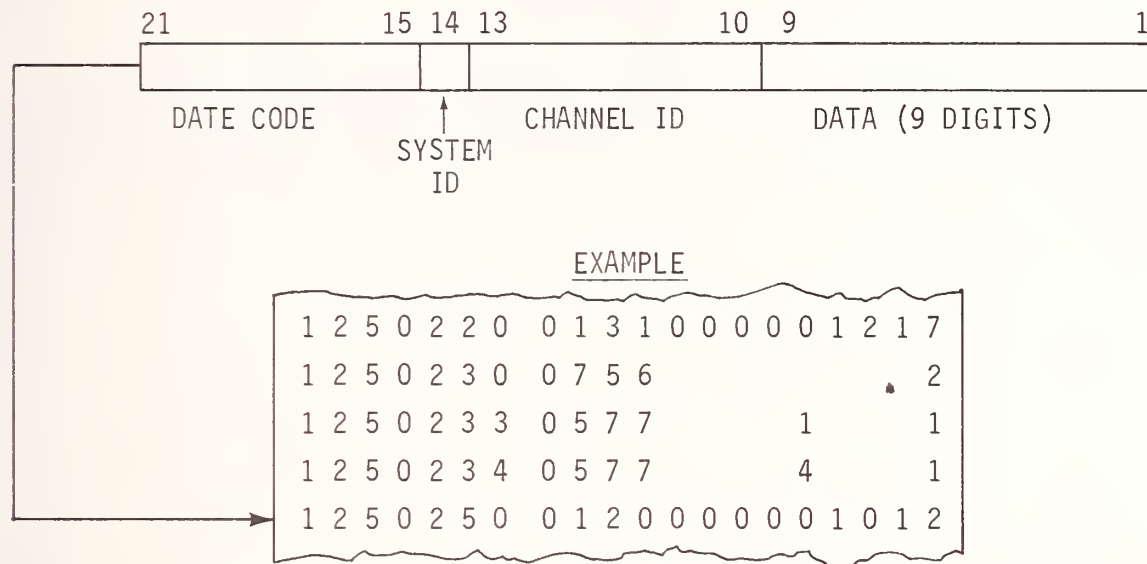 21 15 14 13 10 9 1
DATE CODE CHANNEL ID DATA (9 DIGITS)
SYSTEM
ID
EXAMPLE
1 2 5 0 2 2 0 0 1 3 1 0 0 0 0 0 1 2 1 7
1 2 5 0 2 3 0 0 7 5 6 2
1 2 5 0 2 3 3 0 5 7 7 1 1
1 2 5 0 2 3 4 0 5 7 7 4 1
1 2 5 0 2 5 0 0 1 2 0 0 0 0 0 0 1 0 1 2